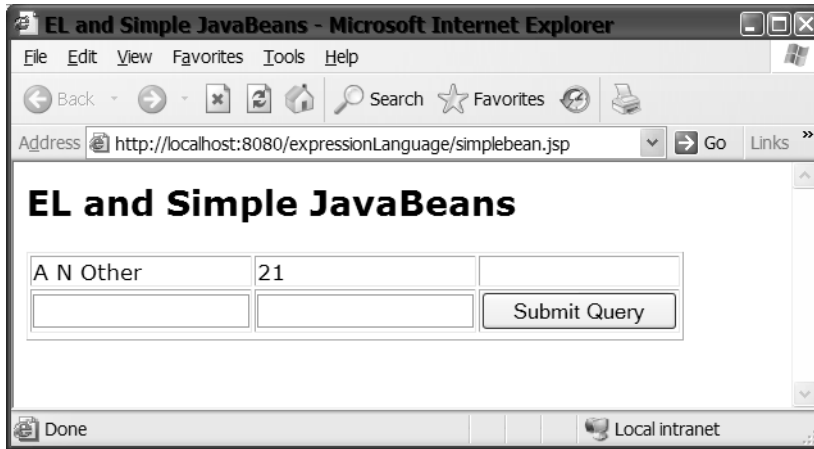 EL and Simple JavaBeans - Microsoft Internet Explorer
File Edit View Favorites Tools Help
Back Search Favorites
Address http://localhost:8080/expressionLanguage/simplebean.jsp Go Links »
EL and Simple JavaBeans
A N Other 21
Submit Query
Done Local intranet